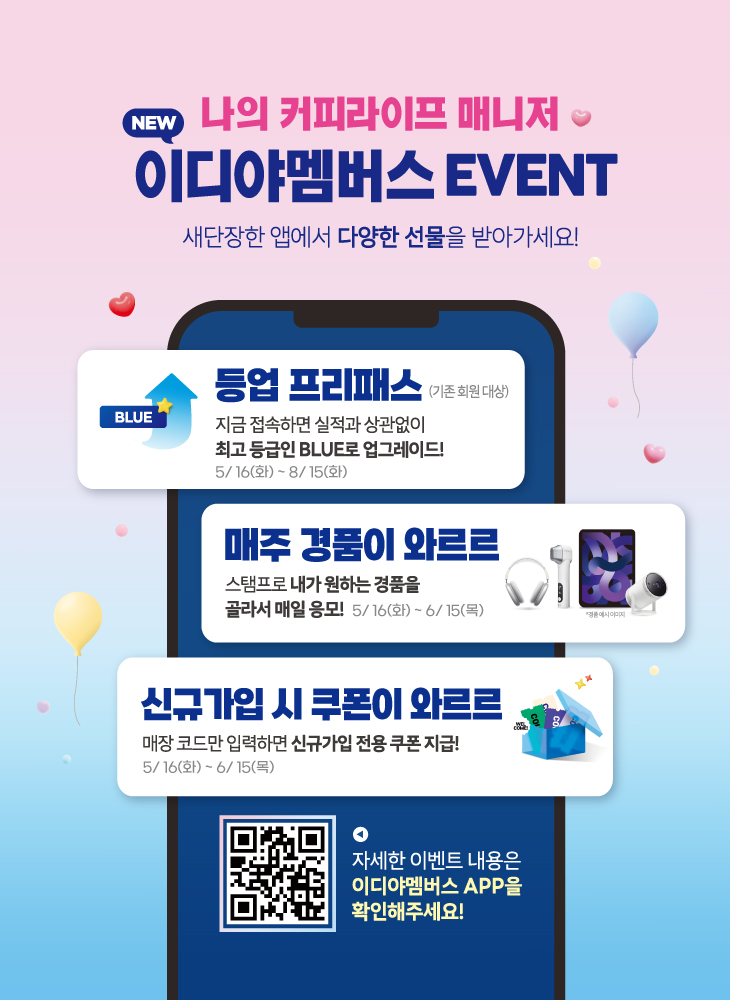 나의 커피라이프 매니저
NEW
이디야멤버스 EVENT
새단장한 앱에서 다양한 선물을 받아가세요!
BLUE
등업 프리패스 (기존 회원 대상)
지금 접속하면 실적과 상관없이
최고 등급인 BLUE로 업그레이드!
5/ 16(화) ~ 8/ 15(화)
매주 경품이 와르르
스탬프로 내가 원하는 경품을
골라서 매일 응모! 5/ 16(화) ~ 6/ 15(목)
*경품 예시 이미지
신규가입 시 쿠폰이 와르르
매장 코드만 입력하면 신규가입 전용 쿠폰 지급!
5/ 16(화) ~ 6/ 15(목)
WEL
COME!
자세한 이벤트 내용은
이디야멤버스 APP을
확인해주세요!